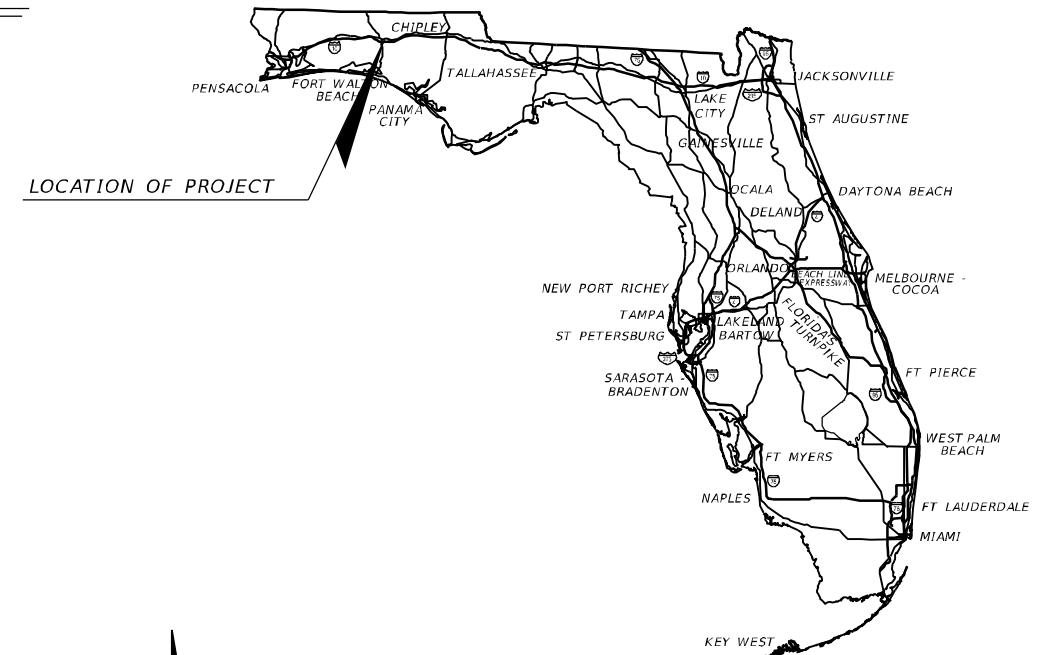 CHIPLEY
PENSACOLA
FORT WALTON
BEACH
PANAMA
CITY
TALLAHASSEE
LOCATION OF PROJECT
JACKSONVILLE
LAKE
CITY
ST AUGUSTINE
GAINESVILLE
OCALA
DAYTONA BEACH
DELAND
ORLANDO
BEACH LINE
EXPRESSWAY
MELBOURNE -
COCOA
NEW PORT RICHEY
TAMPA
ST PETERSBURG
LAKELAND
BARTOW
FLORIDA'S
TURNPIKE
SARASOTA -
BRADENTON
FT PIERCE
WEST PALM
BEACH
FT MYERS
NAPLES
FT LAUDERDALE
MIAMI
KEY WEST